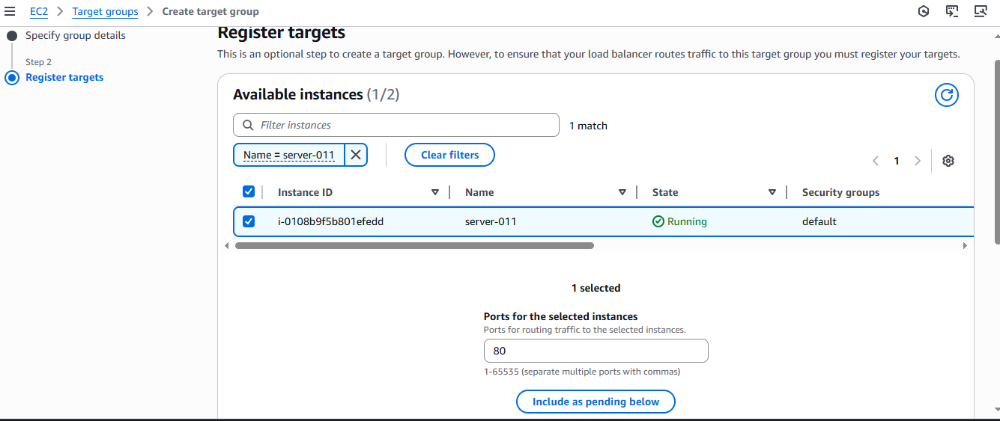 EC2 > Target groups > Create target group
Specify group details
Step 2
Register targets
Register targets
This is an optional step to create a target group. However, to ensure that your load balancer routes traffic to this target group you must register your targets.
Available instances (1/2)
Filter instances
1 match
Name = server-011
Clear filters
1
Instance ID
Name
State
Security groups
i-0108b9f5b801efedd
server-011
Running
default
1 selected
Ports for the selected instances
Ports for routing traffic to the selected instances.
80
1-65535 (separate multiple ports with commas)
Include as pending below